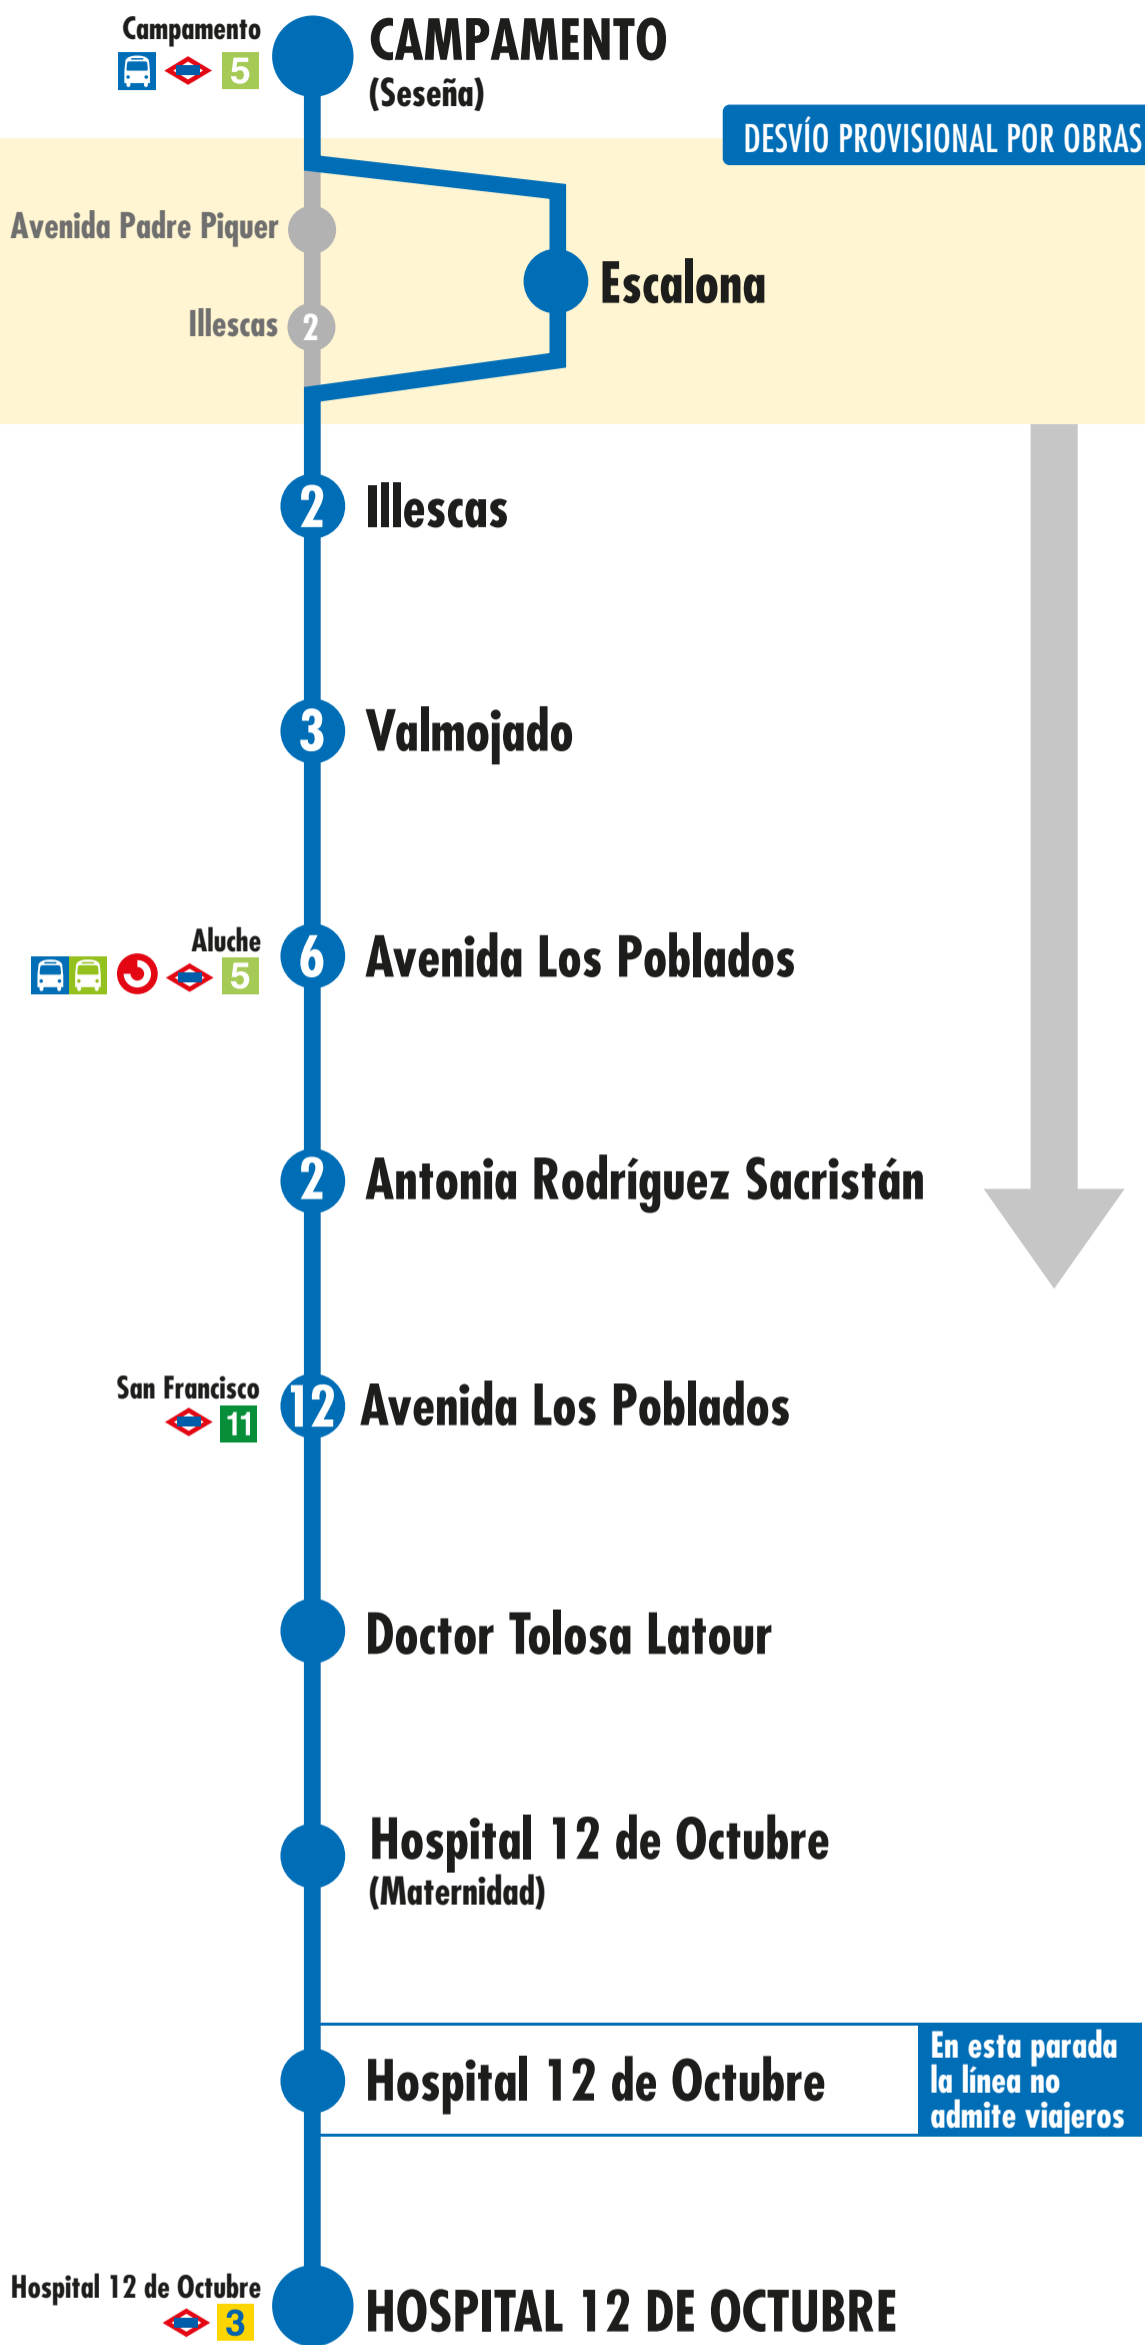 Campamento
5
CAMPAMENTO
(Seseña)
DESVÍO PROVISIONAL POR OBRAS
Avenida Padre Piquer
Escalona
Illescas
2
2
Illescas
3
Valmojado
Aluche
5
6
Avenida Los Poblados
2
Antonia Rodríguez Sacristán
San Francisco
11
12
Avenida Los Poblados
Doctor Tolosa Latour
Hospital 12 de Octubre
(Maternidad)
Hospital 12 de Octubre
En esta parada
la línea no
admite viajeros
Hospital 12 de Octubre
3
HOSPITAL 12 DE OCTUBRE